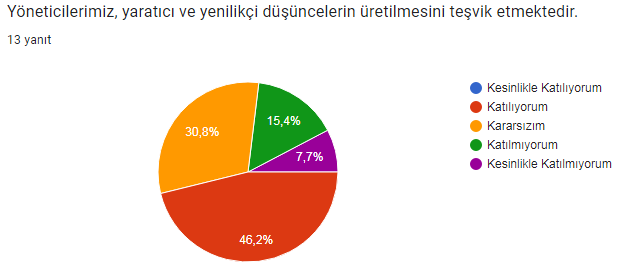 Yöneticilerimiz, yaratıcı ve yenilikçi düşüncelerin üretilmesini teşvik etmektedir.
13 yanıt
Kesinlikle Katılıyorum
Katılıyorum
Kararsızım
Katılmıyorum
Kesinlikle Katılmıyorum
15,4%
30,8%
7,7%
46,2%